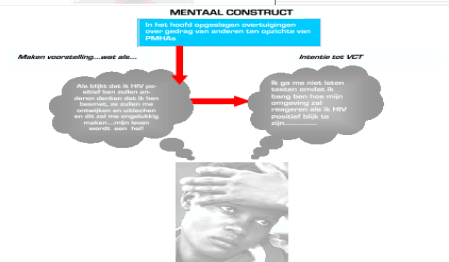 MENTAAL CONSTRUCT
In het hoofd opgeslagen overtuigingen
over gedrag van anderen ten opzichte van
PMHAs
Maken voorstelling...wat als...
Intentie tot VCT
Als blijkt dat ik HIV po-
sitief ben zullen an-
deren denken dat ik hen
besmet, ze zullen me
ontwijken en uitlachen
en dit zal me ongelukkig
maken...mijn leven
wordt een hel!
Ik ga me niet laten
testen omdat ik
bang ben hoe mijn
omgeving zal
reageren als ik HIV
positief blijk te
zijn..............